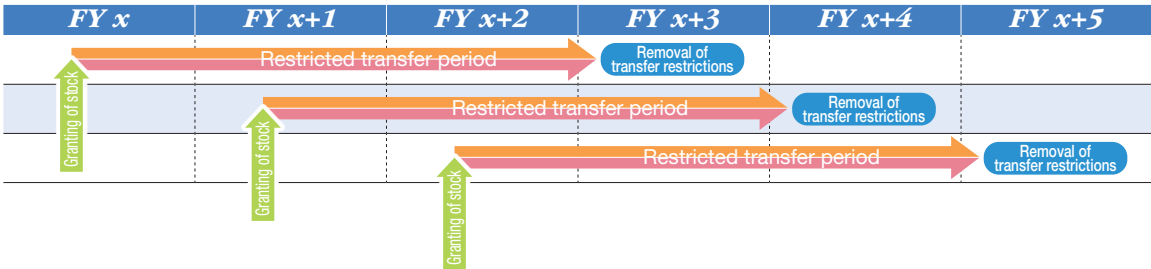 FY x FY x+1 FY x+2 FY x+3 FY x+4 FY x+5
Restricted transfer period
Removal of
transfer restrictions
Granting of stock
Restricted transfer period
Removal of
transfer restrictions
Granting of stock
Restricted transfer period
Removal of
transfer restrictions
Granting of stock